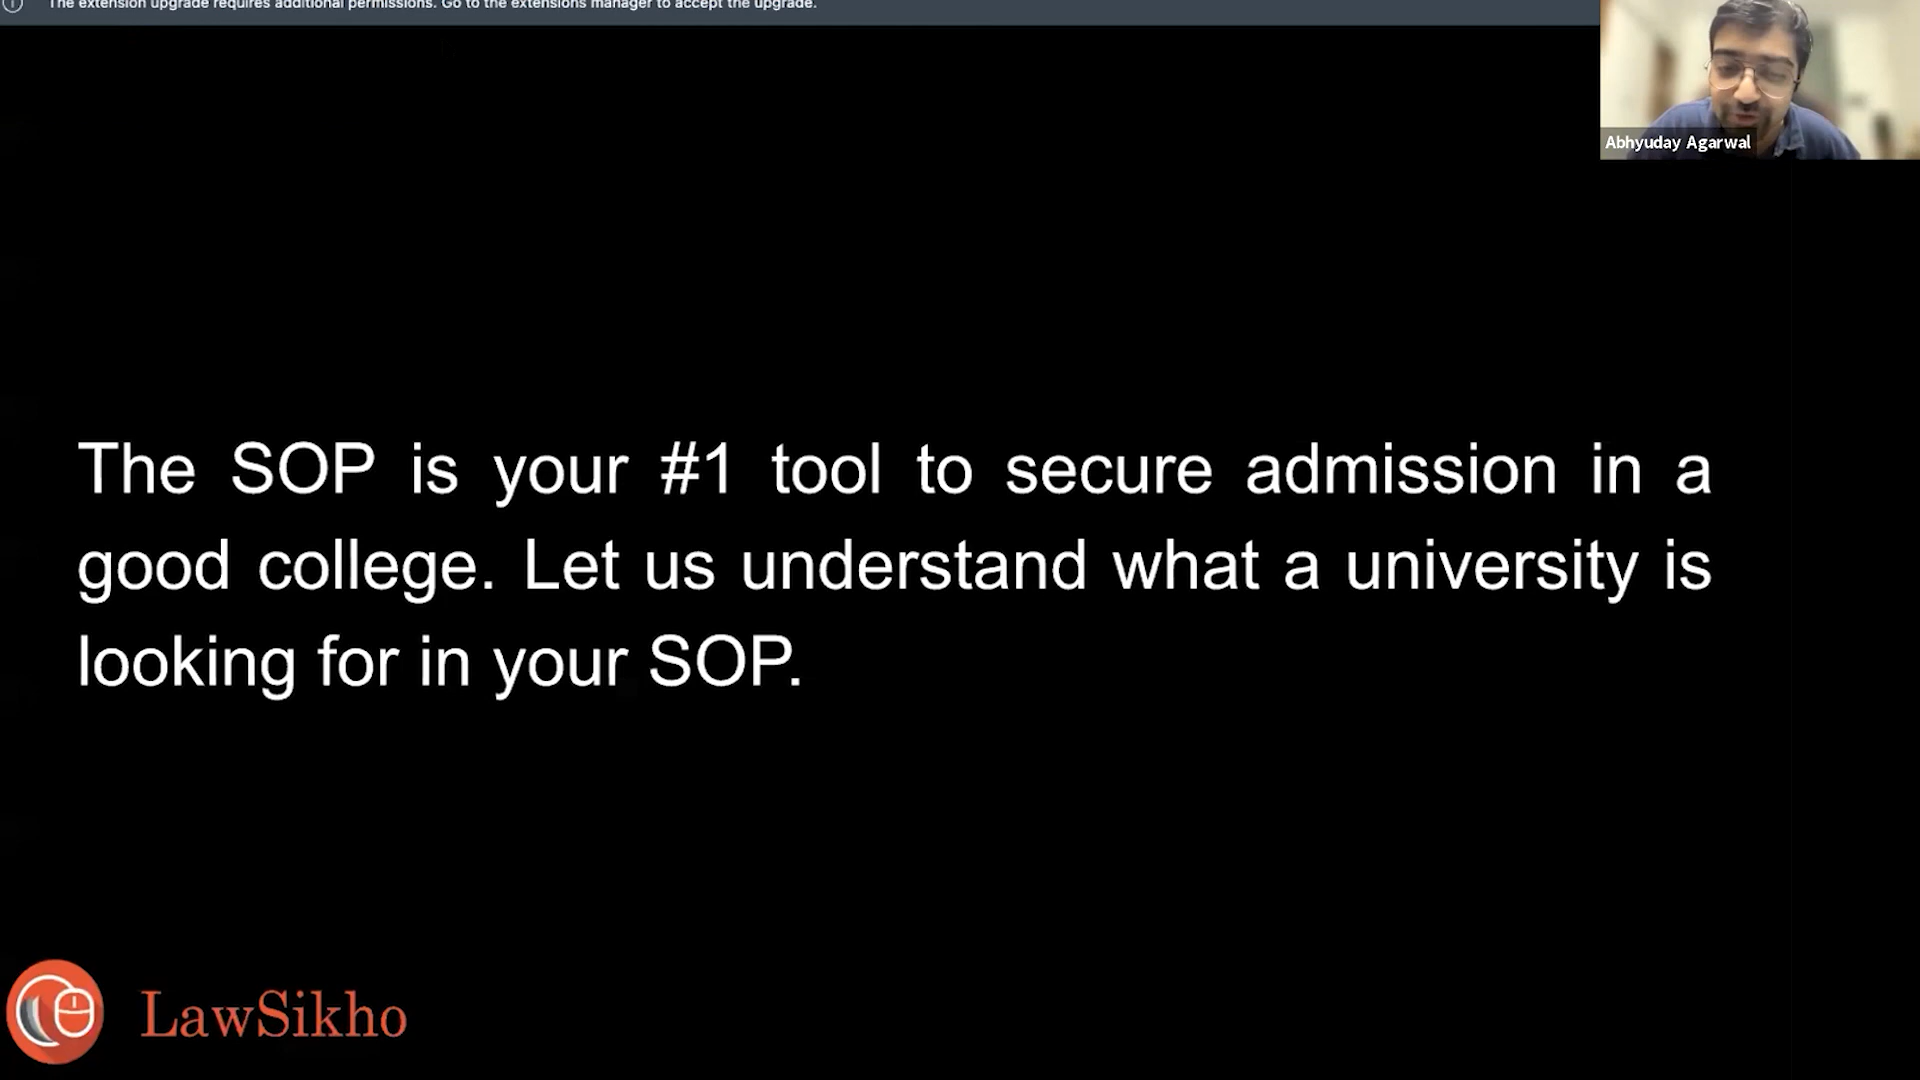 The extension upgrade requires additional permissions. Go to the extensions manager to accept the upgrade.
Abhyuday Agarwal
The SOP is your #1 tool to secure admission in a
good college. Let us understand what a university is
looking for in your SOP.
LawSikho